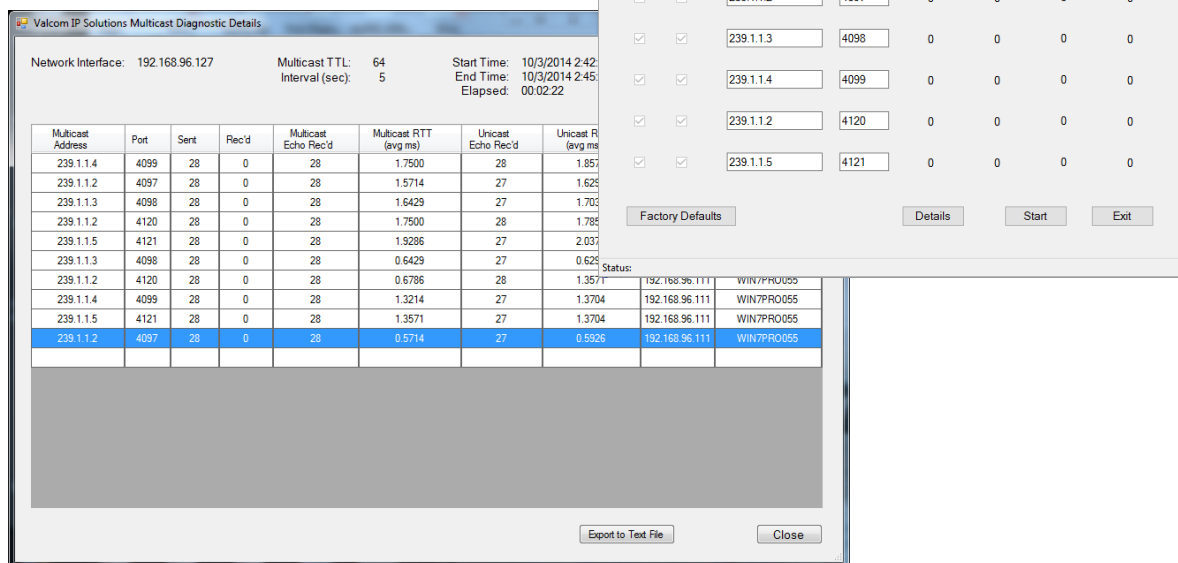 Valcom IP Solutions Multicast Diagnostic Details
Network Interface: 192.168.96.127 Multicast TTL: 64 Start Time: 10/3/2014 2:42:
Interval (sec): 5 End Time: 10/3/2014 2:45:
Elapsed: 00:02:22
Multicast Address Port Sent Rec'd Multicast Echo Rec'd Multicast RTT (avg ms) Unicast Echo Rec'd Unicast R (avg ms
239.1.1.4 4099 28 0 28 1.7500 28 1.857
239.1.1.2 4097 28 0 28 1.5714 27 1.629
239.1.1.3 4098 28 0 28 1.6429 27 1.703
239.1.1.2 4120 28 0 28 1.7500 28 1.785
239.1.1.5 4121 28 0 28 1.9286 27 2.037
239.1.1.3 4098 28 0 28 0.6429 27 0.629
239.1.1.2 4120 28 0 28 0.6786 28 1.3571 192.168.96.111 WIN7PRO055
239.1.1.4 4099 28 0 28 1.3214 27 1.3704 192.168.96.111 WIN7PRO055
239.1.1.5 4121 28 0 28 1.3571 27 1.3704 192.168.96.111 WIN7PRO055
239.1.1.2 4097 28 0 28 0.5714 27 0.5926 192.168.96.111 WIN7PRO055
Export to Text File Close
239.1.1.3 4098 0 0 0 0
239.1.1.4 4099 0 0 0 0
239.1.1.2 4120 0 0 0 0
239.1.1.5 4121 0 0 0 0
Factory Defaults Details Start Exit
Status: